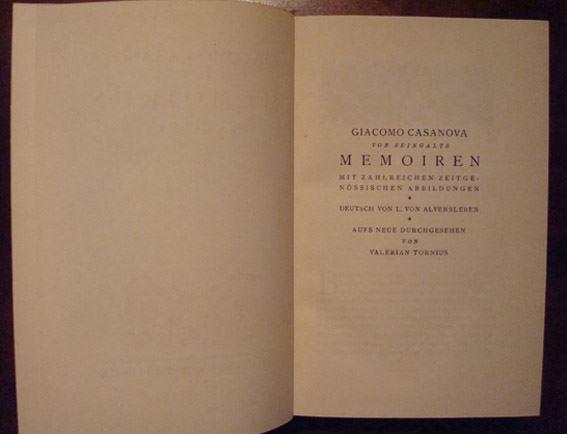 GIACOMO CASANOVA
VON SEINGALTS
MEMOIREN
MIT ZAHLREICHEN ZEITGE-
NÖSSISCHEN ABBILDUNGEN
DEUTSCH VON L. VON ALVENSLEBEN
AUFS NEUE DURCHGESEHEN
VON
VALERIAN TORNIUS